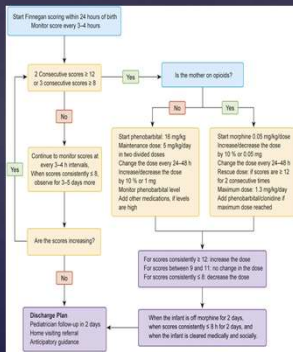 Start Finnegan scoring within 24 hours of birth
Monitor score every 3–4 hours
2 Consecutive scores ≥ 12
or 3 consecutive scores ≥ 8
Yes
Is the mother on opioids?
No
No
Yes
Continue to monitor scores
at every 3–4 h intervals,
When scores consistently ≤ 8,
observe for 3–5 days more
Yes
Start phenobarbital: 16 mg/kg
Maintenance dose: 5 mg/kg/day
in two divided doses
Change the dose every 24–48 h
Increase/decrease the dose
by 10 % or 1 mg
Monitor phenobarbital level
Add other medications, if levels
are high
Start morphine 0.05 mg/kg/dose
Increase/decrease the dose by
10 % or 0.05 mg
Change the dose every 24–48 h
Rescue dose: if scores are ≥ 12
for 2 consecutive times
Maximum dose: 1.3 mg/kg/day
Add phenobarbital/clonidine if
maximum dose reached
No
Are the scores increasing?
For scores consistently ≥ 12: increase the dose
For scores between 9 and 11: no change in the dose
For scores consistently ≤ 8: decrease the dose
Discharge Plan
Pediatrician follow-up in 2 days
Home visiting referral
Anticipatory guidance
When the infant is off morphine for 2 days,
when scores consistently ≤ 8 h for 2 days, and
when the infant is cleared medically and socially.